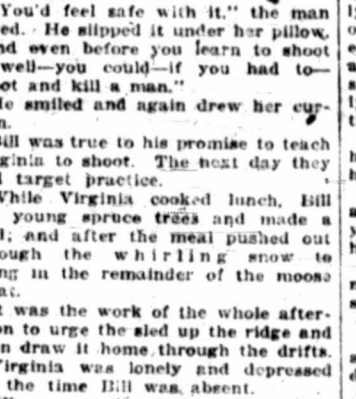 You'd feel safe with it." the man
ed. He slipped it under her pillow.
nd even before you learn to shoot
well—you could—if you had to—
ot and kill a man."
le smiled and again drew her cur-
n.
Bill was true to his promise to teach
ginia to shoot. The next day they
l target practice.
While Virginia cooked lunch, Bill
young spruce trees and made a
l; and after the meal pushed out
ough the whirling snow to
ng in the remainder of the moose
at.
t was the work of the whole after-
on to urge the sled up the ridge and
n draw it home through the drifts.
Virginia was lonely and depressed
the time Bill was absent.